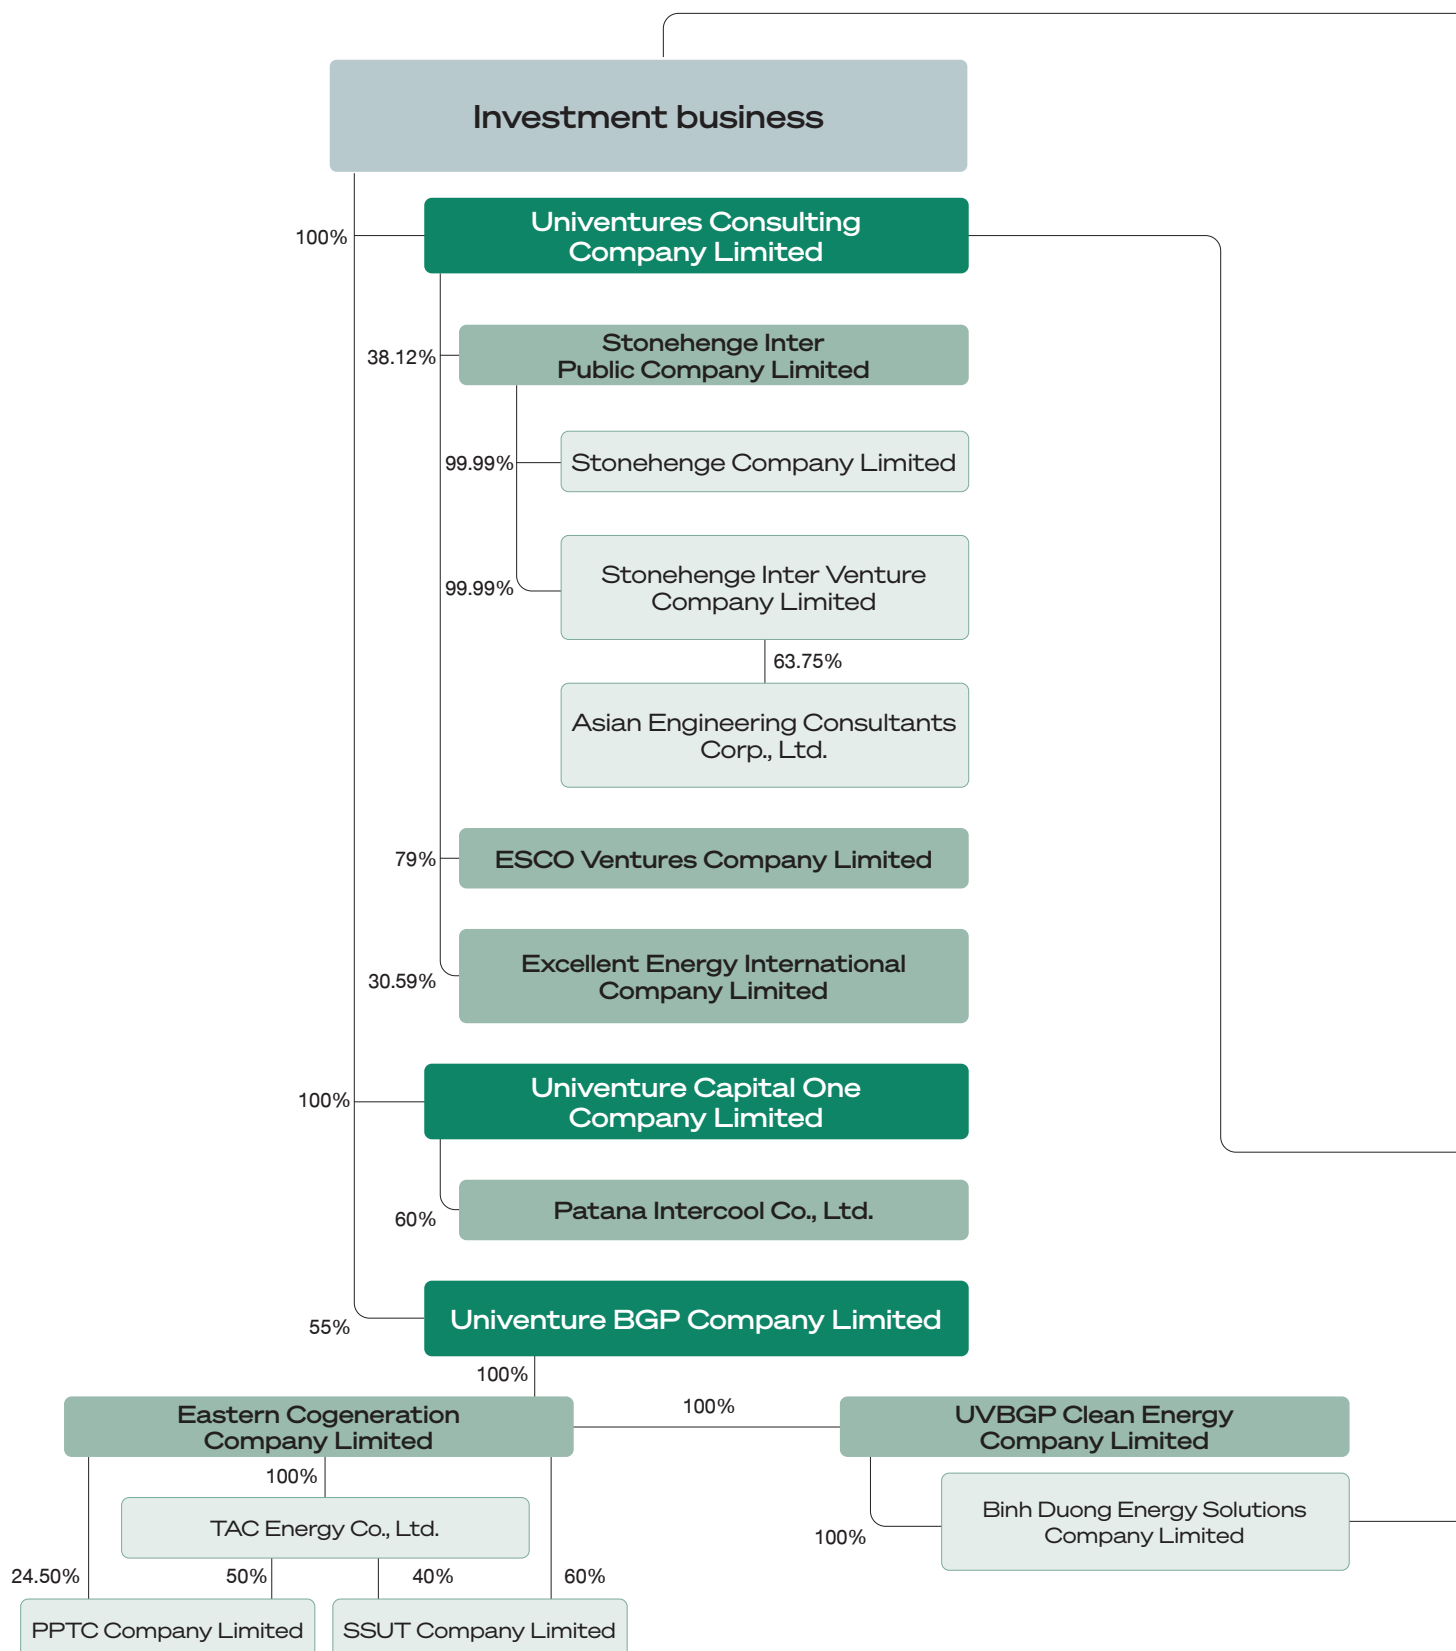 Investment business
100%
Univentures Consulting
Company Limited
38.12%
Stonehenge Inter
Public Company Limited
99.99%
Stonehenge Company Limited
99.99%
Stonehenge Inter Venture
Company Limited
63.75%
Asian Engineering Consultants
Corp., Ltd.
79%
ESCO Ventures Company Limited
30.59%
Excellent Energy International
Company Limited
100%
Univenture Capital One
Company Limited
60%
Patana Intercool Co., Ltd.
55%
Univenture BGP Company Limited
100%
Eastern Cogeneration
Company Limited
100%
UVBGP Clean Energy
Company Limited
100%
TAC Energy Co., Ltd.
100%
Binh Duong Energy Solutions
Company Limited
24.50%
50%
40%
60%
PPTC Company Limited
SSUT Company Limited